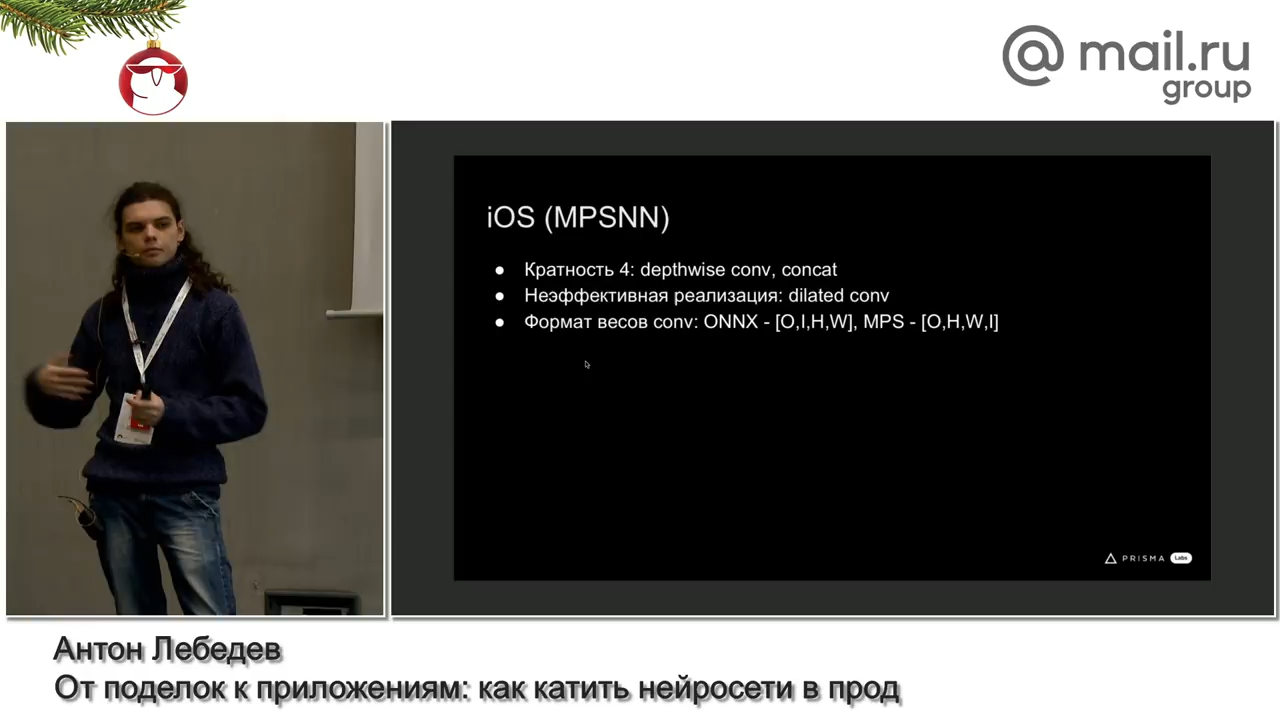 @ mail.ru
group
iOS (MPSNN)
● Кратность 4: depthwise conv, concat
● Неэффективная реализация: dilated conv
● Формат весов conv: ONNX - [O,I,H,W], MPS - [O,H,W,I]
PRISMA Labs
Антон Лебедев
От поделок к приложениям: как катить нейросети в прод